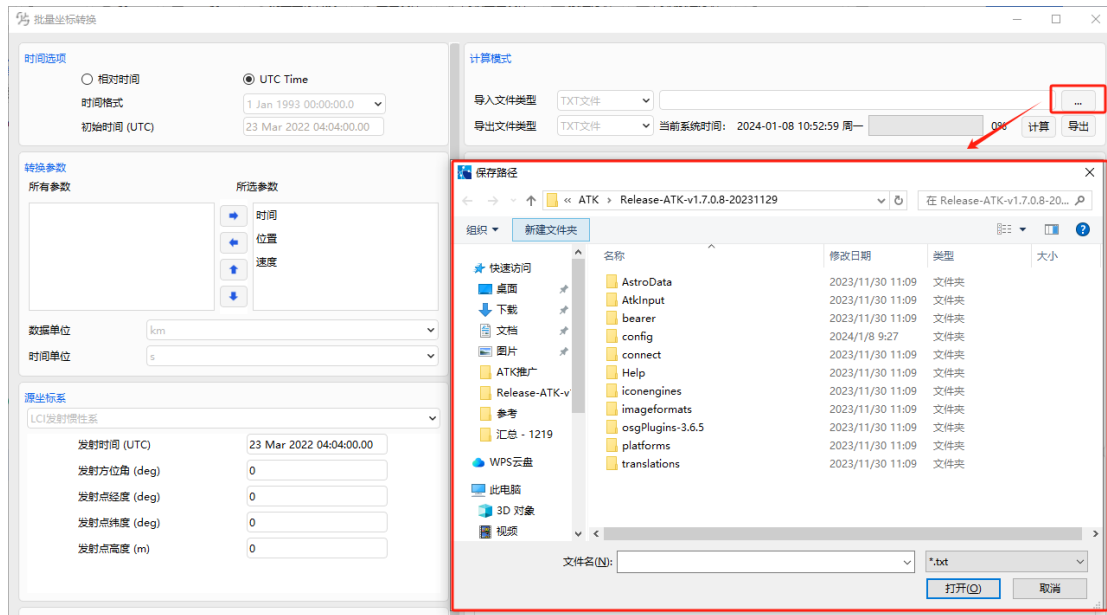 批量坐标转换
时间选项
相对时间
UTC Time
时间格式
1 Jan 1993 00:00:00.0
初始时间 (UTC)
23 Mar 2022 04:04:00.00
转换参数
所有参数
所选参数
时间
位置
速度
数据单位
km
时间单位
s
源坐标系
LCI发射惯性系
发射时间 (UTC)
23 Mar 2022 04:04:00.00
发射方位角 (deg)
0
发射点经度 (deg)
0
发射点纬度 (deg)
0
发射点高度 (m)
0
计算模式
导入文件类型
TXT文件
...
导出文件类型
TXT文件
当前系统时间: 2024-01-08 10:52:59 周一
0%
计算
导出
保存路径
« ATK › Release-ATK-v1.7.0.8-20231129
在 Release-ATK-v1.7.0.8-20...
组织
新建文件夹
快速访问
桌面
下载
文档
图片
ATK推广
Release-ATK-v
参考
汇总 - 1219
WPS云盘
此电脑
3D 对象
视频
名称 修改日期 类型 大小
AstroData 2023/11/30 11:09 文件夹
AtkInput 2023/11/30 11:09 文件夹
bearer 2023/11/30 11:09 文件夹
config 2024/1/8 9:27 文件夹
connect 2023/11/30 11:09 文件夹
Help 2023/11/30 11:09 文件夹
iconengines 2023/11/30 11:09 文件夹
imageformats 2023/11/30 11:09 文件夹
osgPlugins-3.6.5 2023/11/30 11:09 文件夹
platforms 2023/11/30 11:09 文件夹
translations 2023/11/30 11:09 文件夹
文件名(N):
*.txt
打开(O)
取消